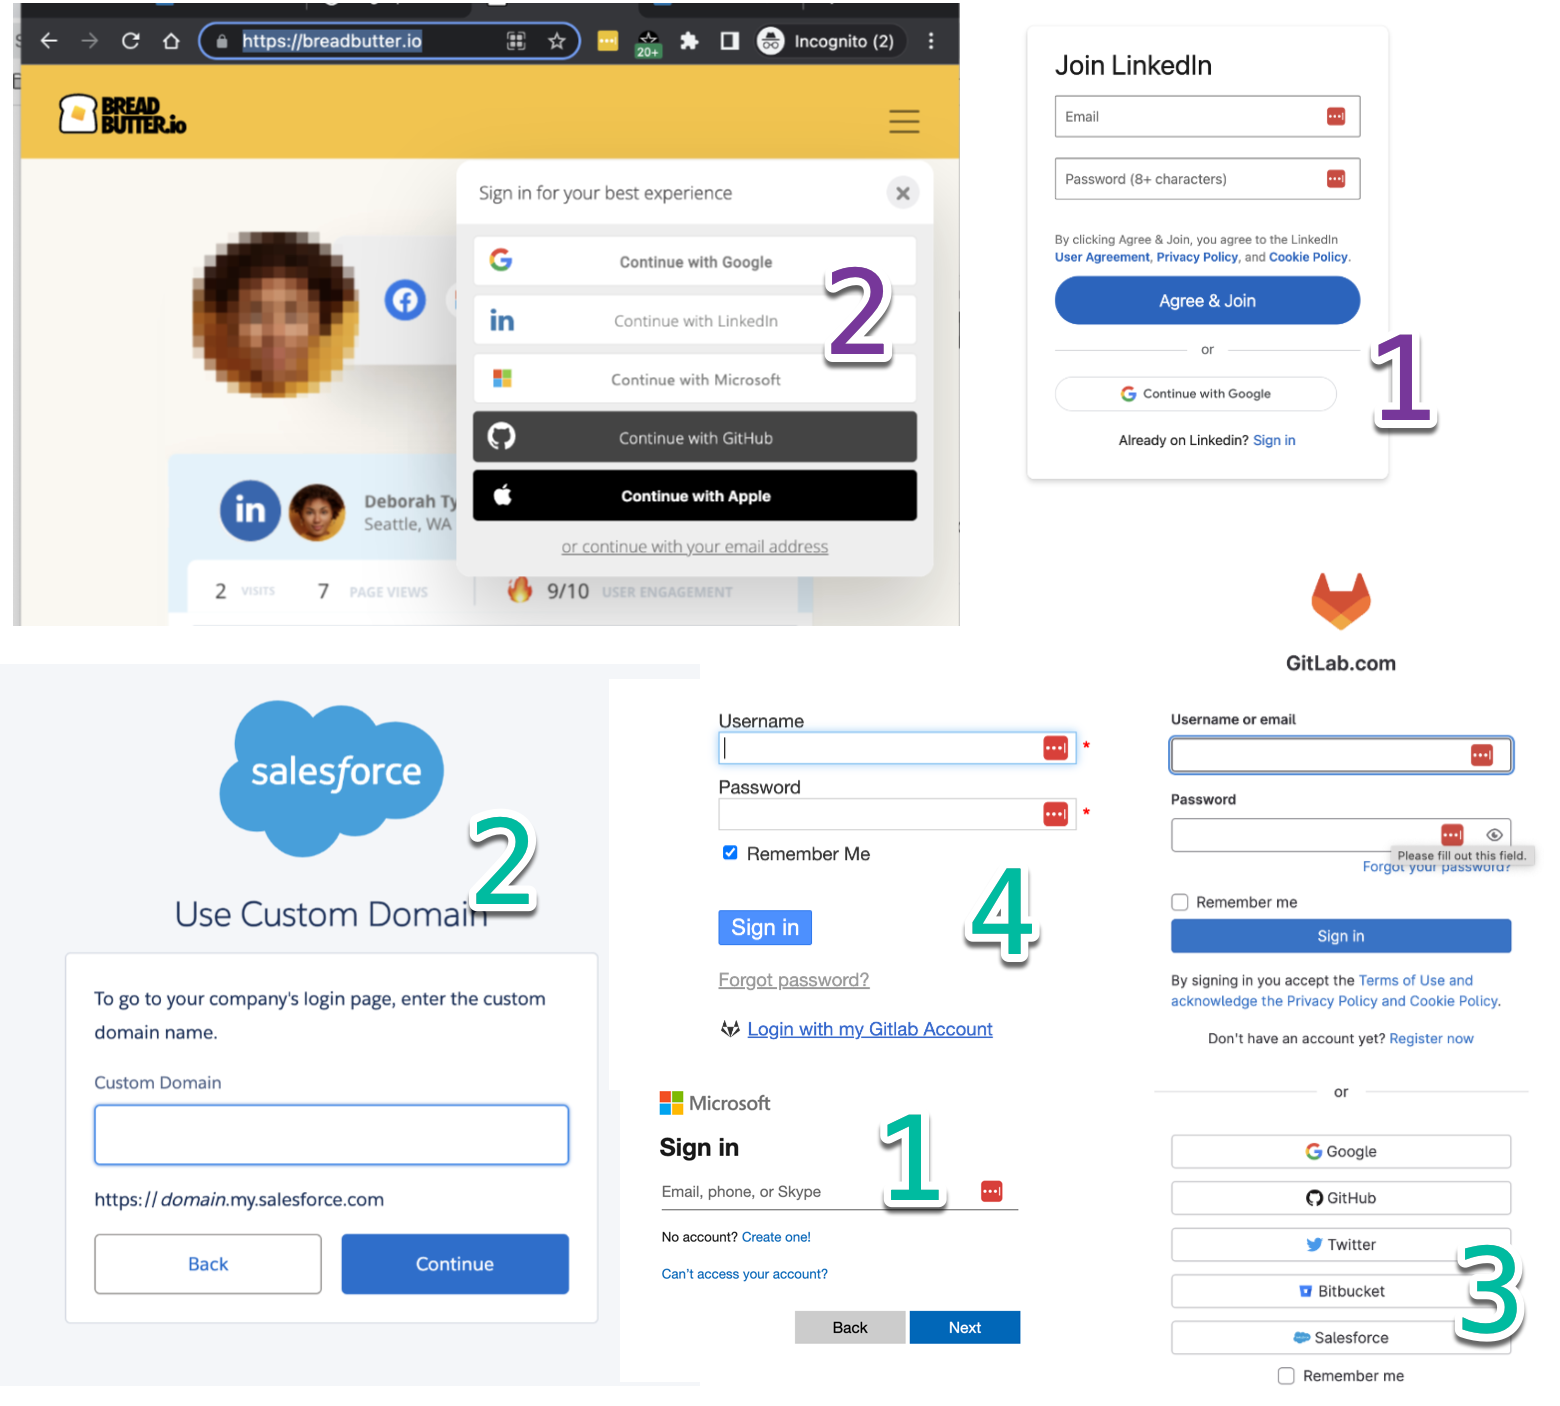 https://breadbutter.io
20+
Incognito (2)
BREAD
BUTTER.io
Sign in for your best experience
Continue with Google
Continue with LinkedIn
Continue with Microsoft
Continue with GitHub
Continue with Apple
or continue with your email address
2
in
Deborah Ty
Seattle, WA
2 VISITS 7 PAGE VIEWS 9/10 USER ENGAGEMENT
Join LinkedIn
Email
Password (8+ characters)
By clicking Agree & Join, you agree to the LinkedIn
User Agreement, Privacy Policy, and Cookie Policy.
Agree & Join
or
Continue with Google
Already on Linkedin? Sign in
1
salesforce
2
Use Custom Domain
To go to your company's login page, enter the custom
domain name.
Custom Domain
https://domain.my.salesforce.com
Back
Continue
Username
*
Password
*
Remember Me
4
Sign in
Forgot password?
Login with my Gitlab Account
Microsoft
Sign in
1
Email, phone, or Skype
No account? Create one!
Can't access your account?
Back
Next
GitLab.com
Username or email
Password
Please fill out this field.
Forgot your password?
Remember me
Sign in
By signing in you accept the Terms of Use and
acknowledge the Privacy Policy and Cookie Policy.
Don't have an account yet? Register now
or
Google
GitHub
Twitter
Bitbucket
Salesforce
3
Remember me